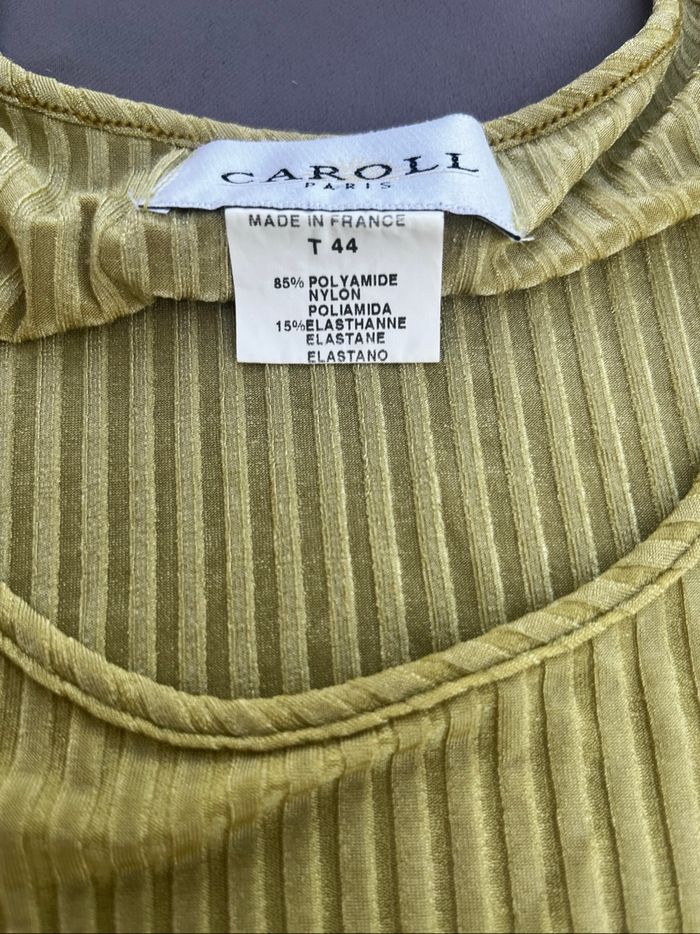 CAROLL
PARIS
MADE IN FRANCE
T 44
85% POLYAMIDE
NYLON
POLIAMIDA
15%ELASTHANNE
ELASTANE
ELASTANO